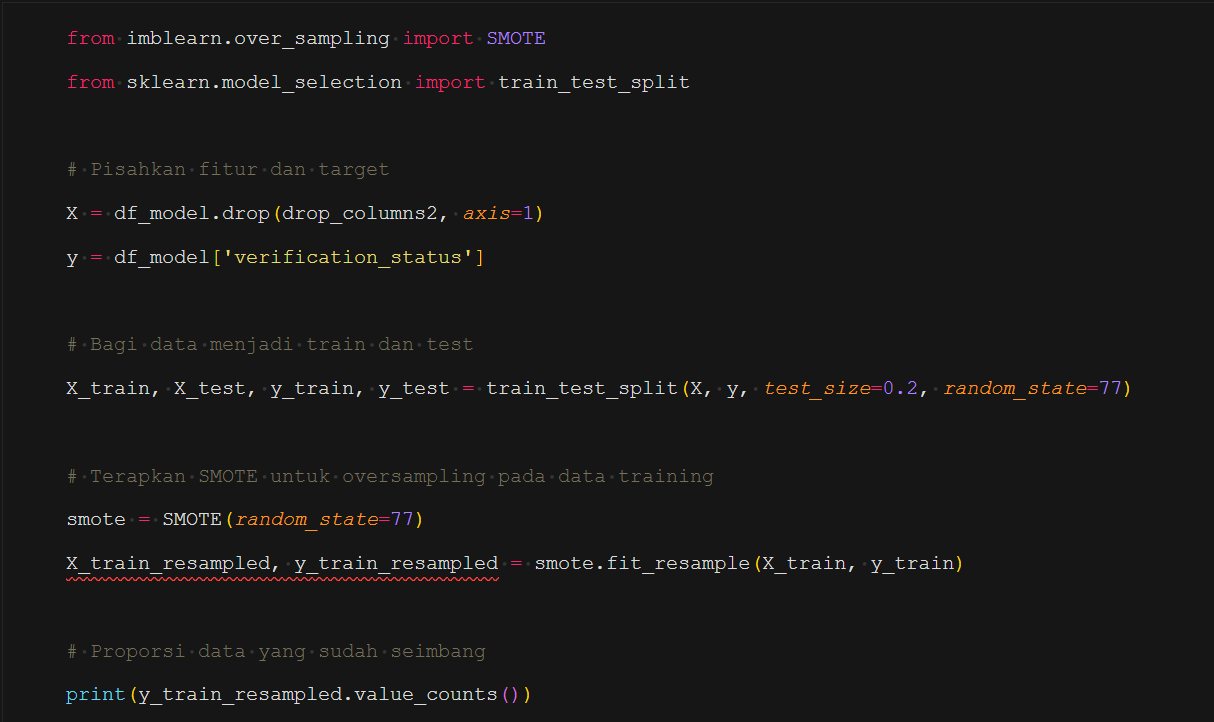 from imblearn.over_sampling import SMOTE
from sklearn.model_selection import train_test_split
# Pisahkan fitur dan target
X = df_model.drop(drop_columns2, axis=1)
y = df_model['verification_status']
# Bagi data menjadi train dan test
X_train, X_test, y_train, y_test = train_test_split(X, y, test_size=0.2, random_state=77)
# Terapkan SMOTE untuk oversampling pada data training
smote = SMOTE(random_state=77)
X_train_resampled, y_train_resampled = smote.fit_resample(X_train, y_train)
# Proporsi data yang sudah seimbang
print(y_train_resampled.value_counts())